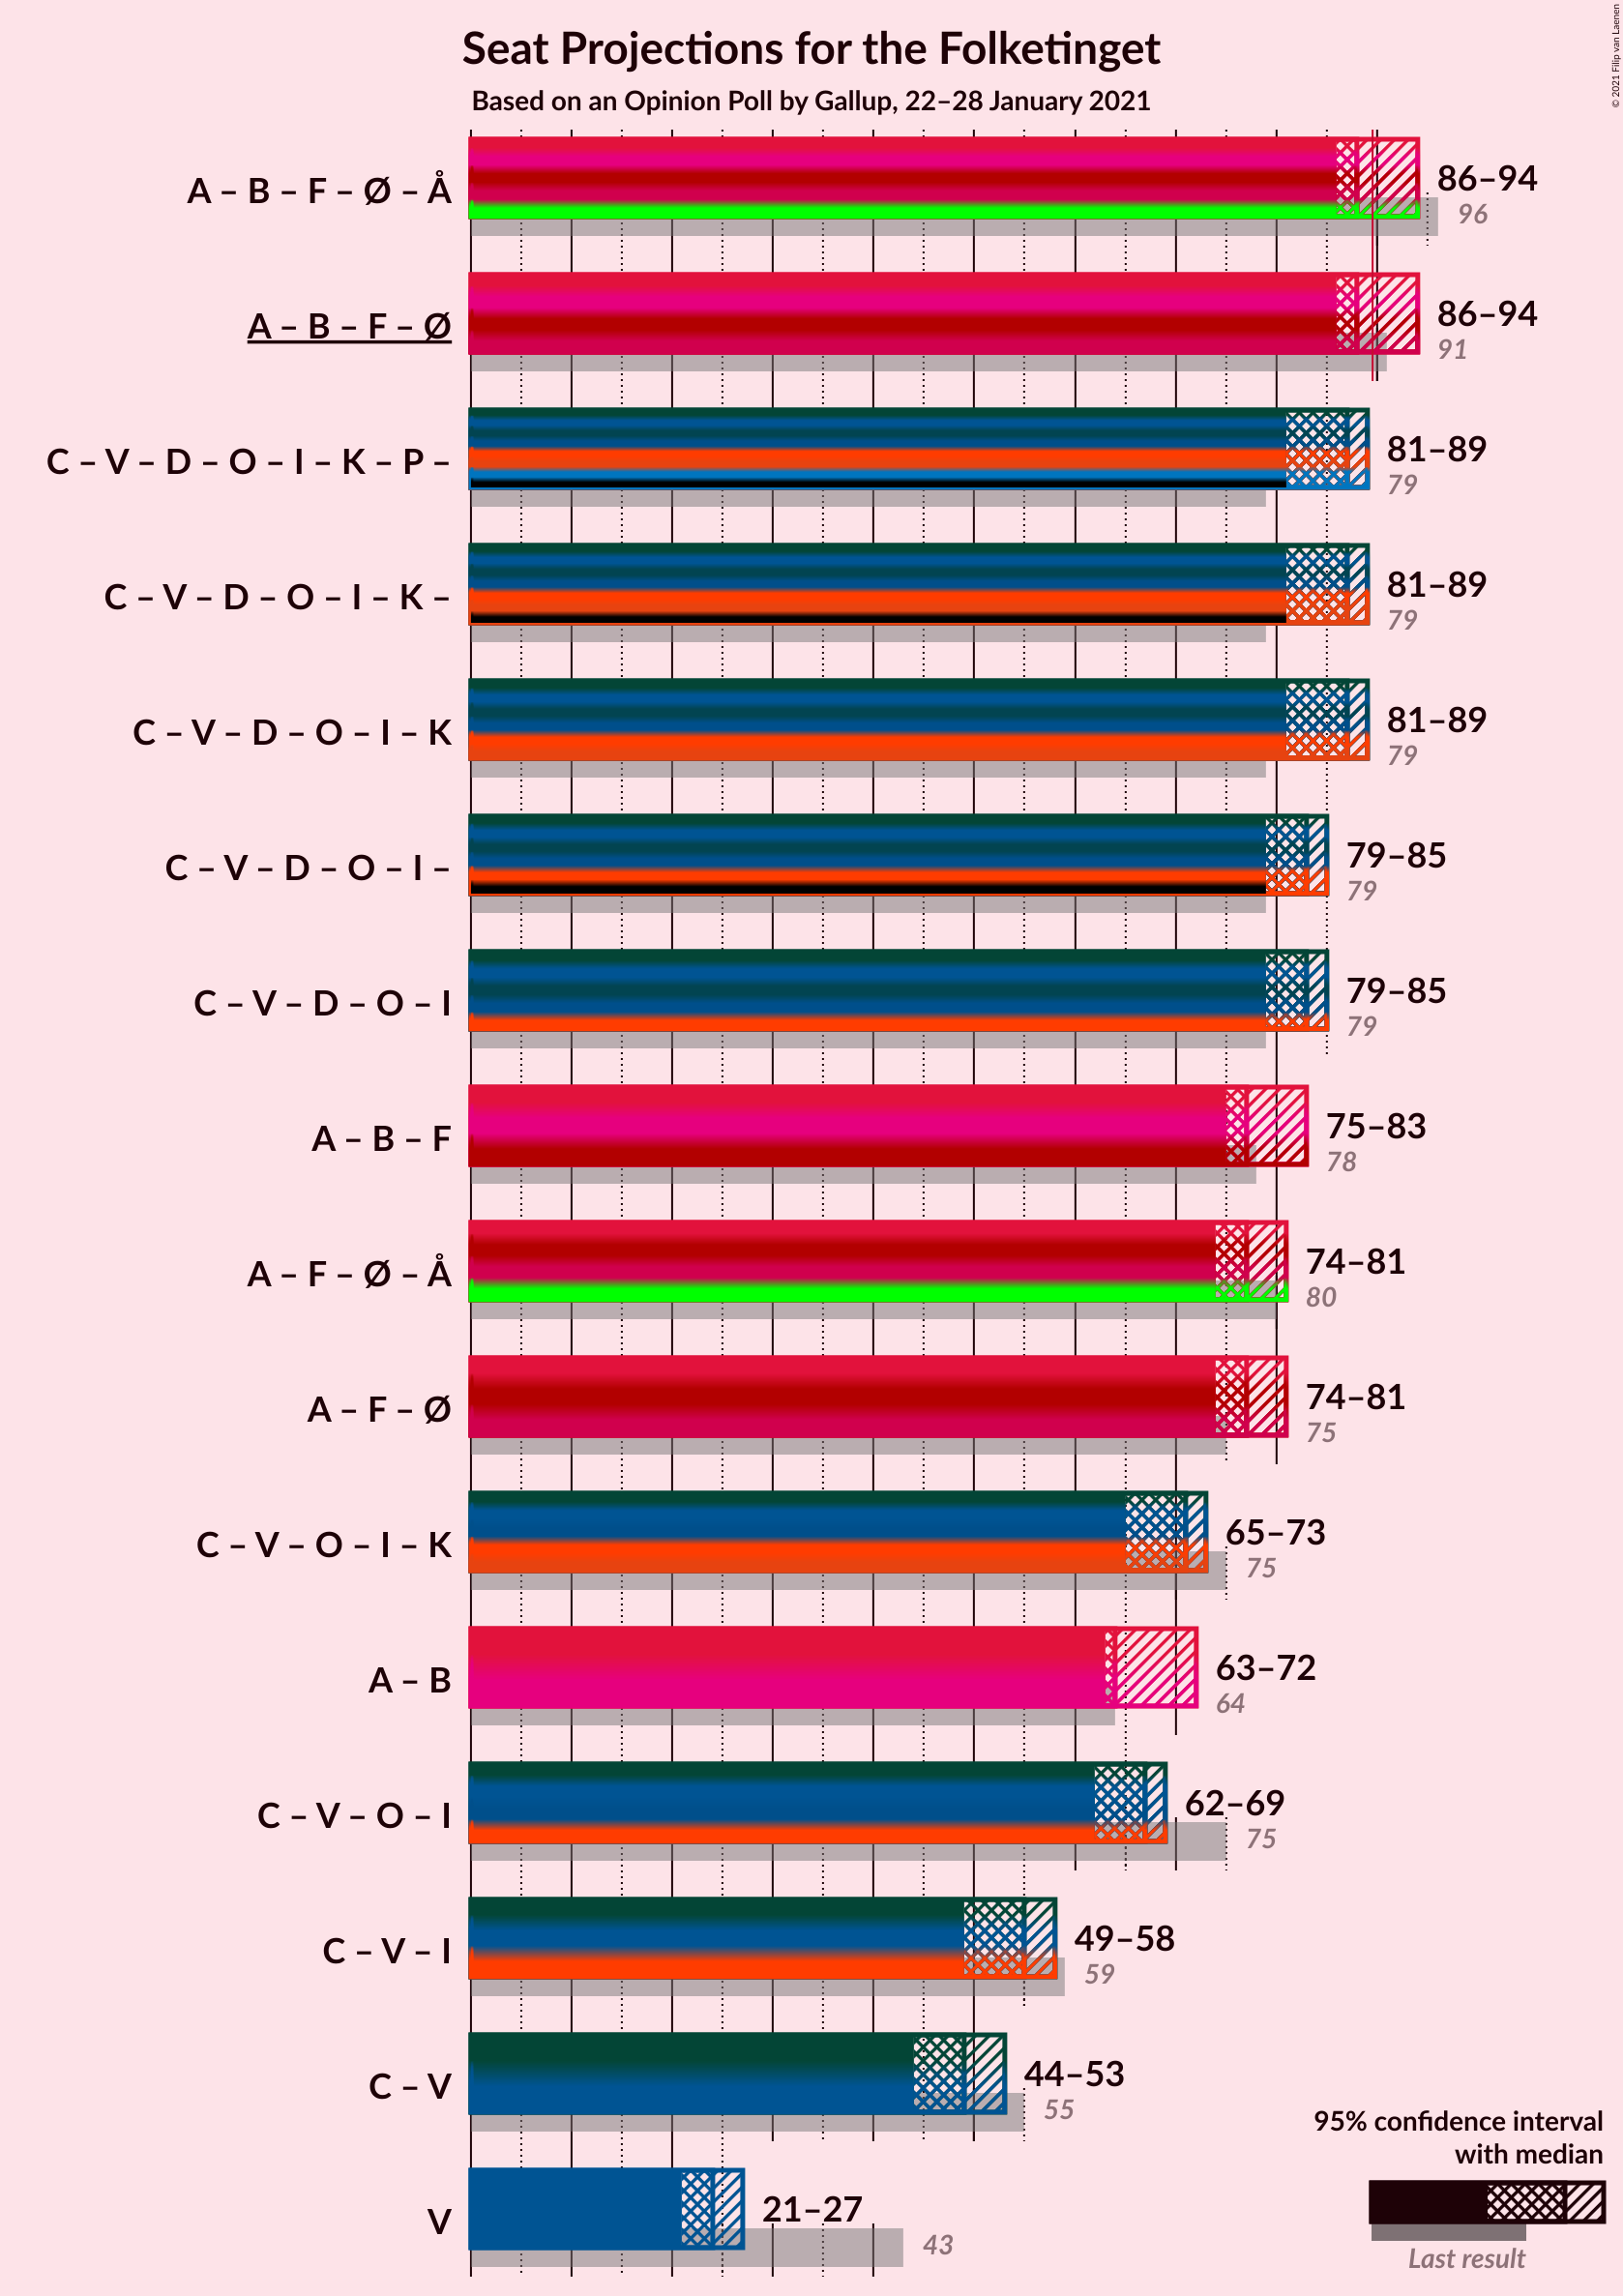 Seat Projections for the Folketinget
Based on an Opinion Poll by Gallup, 22–28 January 2021
© 2021 Filip van Laenen
A – B – F – Ø – Å
86–94
96
A – B – F – Ø
86–94
91
C – V – D – O – I – K – P –
81–89
79
C – V – D – O – I – K –
81–89
79
C – V – D – O – I – K
81–89
79
C – V – D – O – I –
79–85
79
C – V – D – O – I
79–85
79
A – B – F
75–83
78
A – F – Ø – Å
74–81
80
A – F – Ø
74–81
75
C – V – O – I – K
65–73
75
A – B
63–72
64
C – V – O – I
62–69
75
C – V – I
49–58
59
C – V
44–53
55
V
21–27
43
95% confidence interval
with median
Last result